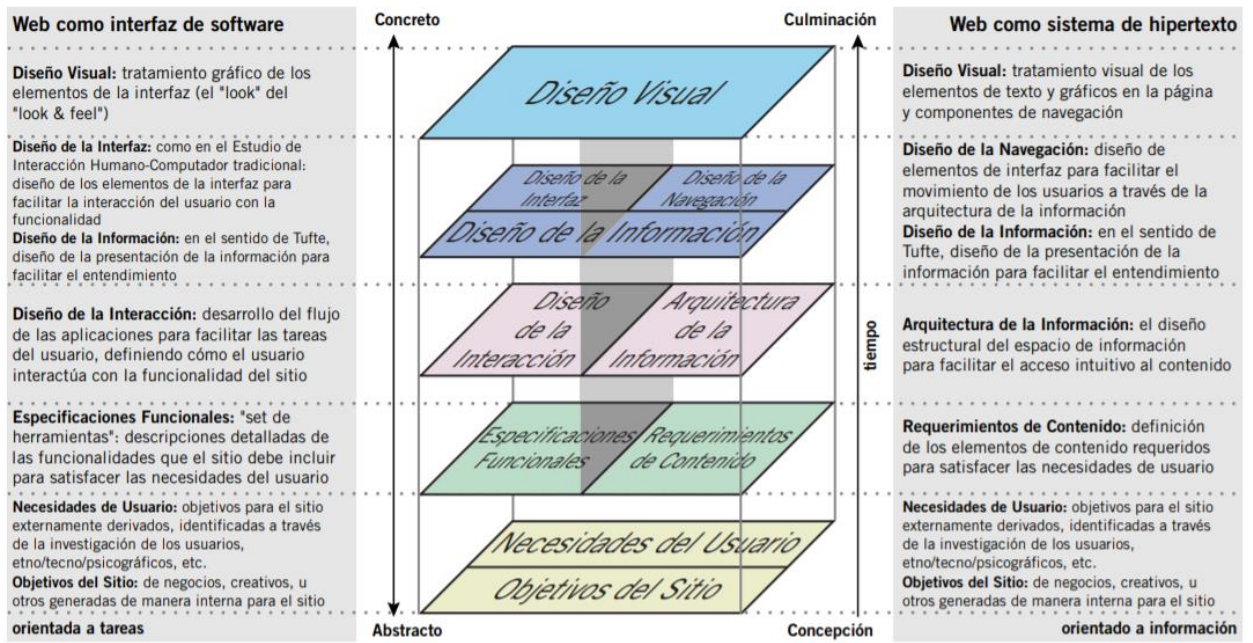 Web como interfaz de software
Diseño Visual: tratamiento gráfico de los
elementos de la interfaz (el "look" del
"look & feel")
Diseño de la Interfaz: como en el Estudio de
Interacción Humano-Computador tradicional:
diseño de los elementos de la interfaz para
facilitar la interacción del usuario con la
funcionalidad
Diseño de la Información: en el sentido de Tufte,
diseño de la presentación de la información para
facilitar el entendimiento
Diseño de la Interacción: desarrollo del flujo
de las aplicaciones para facilitar las tareas
del usuario, definiendo cómo el usuario
interactúa con la funcionalidad del sitio
Especificaciones Funcionales: "set de
herramientas": descripciones detalladas de
las funcionalidades que el sitio debe incluir
para satisfacer las necesidades del usuario
Necesidades de Usuario: objetivos para el sitio
externamente derivados, identificadas a través
de la investigación de los usuarios,
etno/tecno/psicográficos, etc.
Objetivos del Sitio: de negocios, creativos, u
otros generadas de manera interna para el sitio
orientada a tareas
Concreto
Culminación
Diseño Visual
Diseño de la
Interfaz
Diseño de la
Navegación
Diseño de la Información
Diseño
de la
Interacción
Arquitectura
de la
Información
tiempo
Especificaciones
Funcionales
Requerimientos
de Contenido
Necesidades del Usuario
Objetivos del Sitio
Abstracto
Concepción
Web como sistema de hipertexto
Diseño Visual: tratamiento visual de los
elementos de texto y gráficos en la página
y componentes de navegación
Diseño de la Navegación: diseño de
elementos de interfaz para facilitar el
movimiento de los usuarios a través de la
arquitectura de la información
Diseño de la Información: en el sentido de
Tufte, diseño de la presentación de la
información para facilitar el entendimiento
Arquitectura de la Información: el diseño
estructural del espacio de información
para facilitar el acceso intuitivo al contenido
Requerimientos de Contenido: definición
de los elementos de contenido requeridos
para satisfacer las necesidades de usuario
Necesidades de Usuario: objetivos para el sitio
externamente derivados, identificadas a través
de la investigación de los usuarios,
etno/tecno/psicográficos, etc.
Objetivos del Sitio: de negocios, creativos, u
otros generadas de manera interna para el sitio
orientado a información